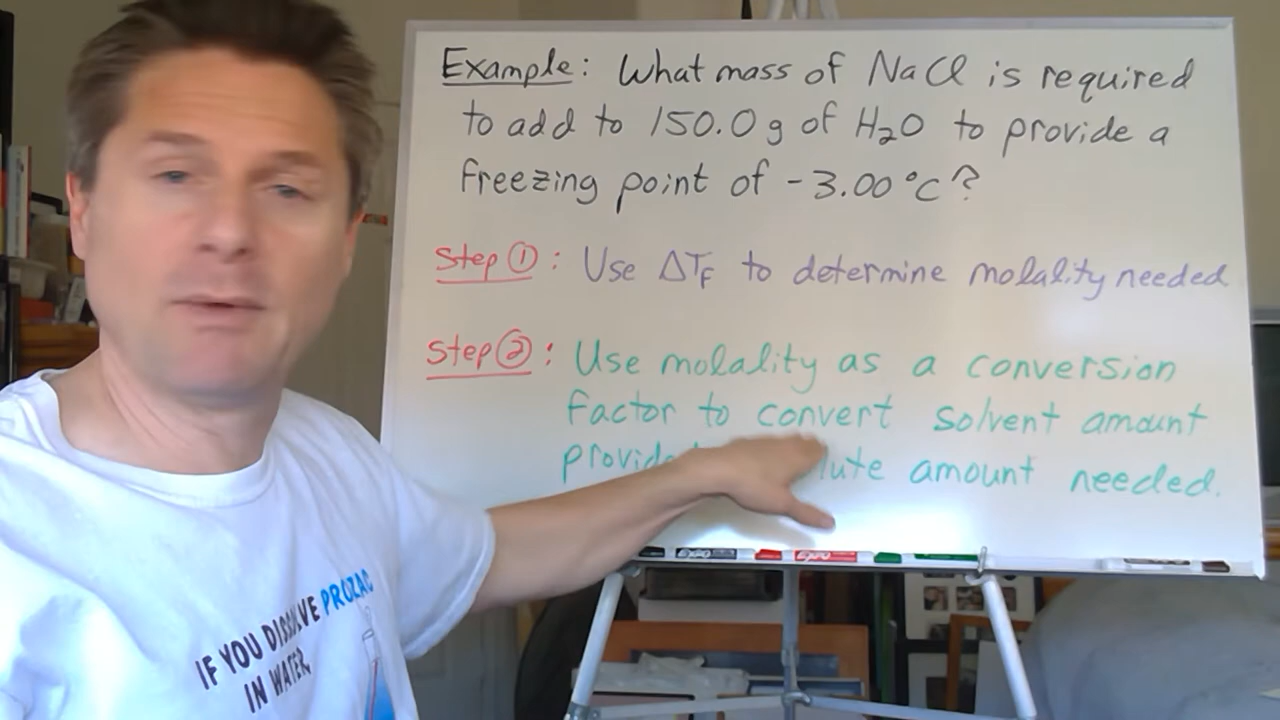 Example: What mass of NaCl is required
to add to 150.0 g of H₂O to provide a
freezing point of -3.00 °C?
Step ①: Use ΔTF to determine molality needed
Step ②: Use molality as a conversion
factor to convert solvent amount
amount needed.
IF YOU DISSOLVE PROZAC
IN WATER,
EXPO
EXPO